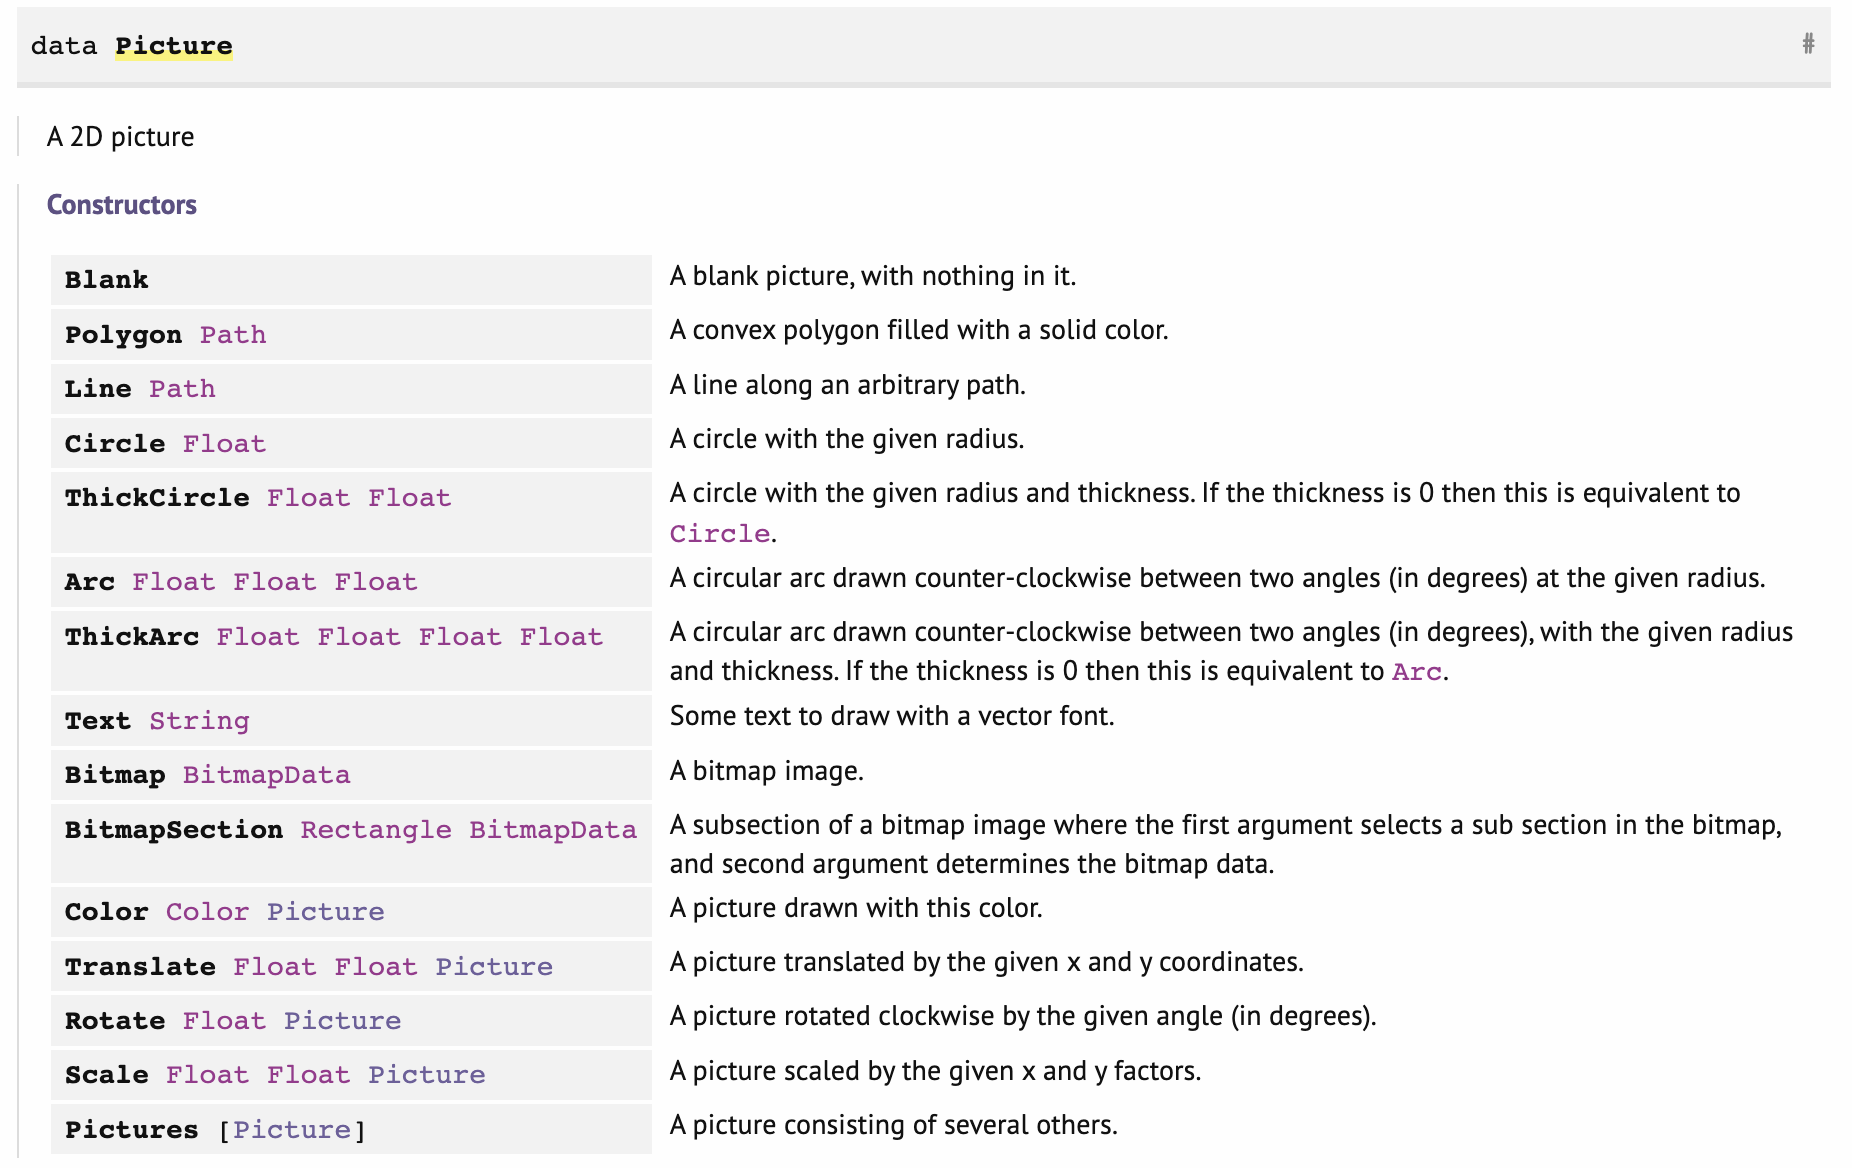 data Picture #
A 2D picture
Constructors
Blank A blank picture, with nothing in it.
Polygon Path A convex polygon filled with a solid color.
Line Path A line along an arbitrary path.
Circle Float A circle with the given radius.
ThickCircle Float Float A circle with the given radius and thickness. If the thickness is 0 then this is equivalent to
Circle.
Arc Float Float Float A circular arc drawn counter-clockwise between two angles (in degrees) at the given radius.
ThickArc Float Float Float Float A circular arc drawn counter-clockwise between two angles (in degrees), with the given radius
and thickness. If the thickness is 0 then this is equivalent to Arc.
Text String Some text to draw with a vector font.
Bitmap BitmapData A bitmap image.
BitmapSection Rectangle BitmapData A subsection of a bitmap image where the first argument selects a sub section in the bitmap,
and second argument determines the bitmap data.
Color Color Picture A picture drawn with this color.
Translate Float Float Picture A picture translated by the given x and y coordinates.
Rotate Float Picture A picture rotated clockwise by the given angle (in degrees).
Scale Float Float Picture A picture scaled by the given x and y factors.
Pictures [Picture] A picture consisting of several others.